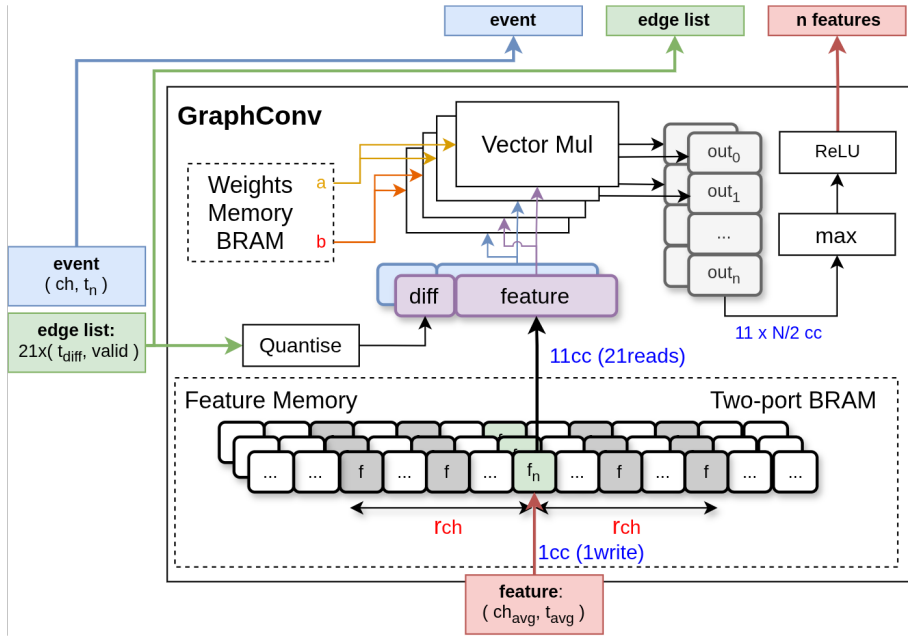 event
edge list
n features
GraphConv
Vector Mul
Weights
Memory
BRAM
a
b
out0
out1
...
outn
ReLU
max
11 x N/2 cc
event
( ch, tn )
edge list:
21x( tdiff, valid )
Quantise
diff
feature
11cc (21reads)
Feature Memory
Two-port BRAM
... ... f ... f ... fn ... f ... f ... ...
rch
rch
1cc (1write)
feature:
( chavg, tavg )